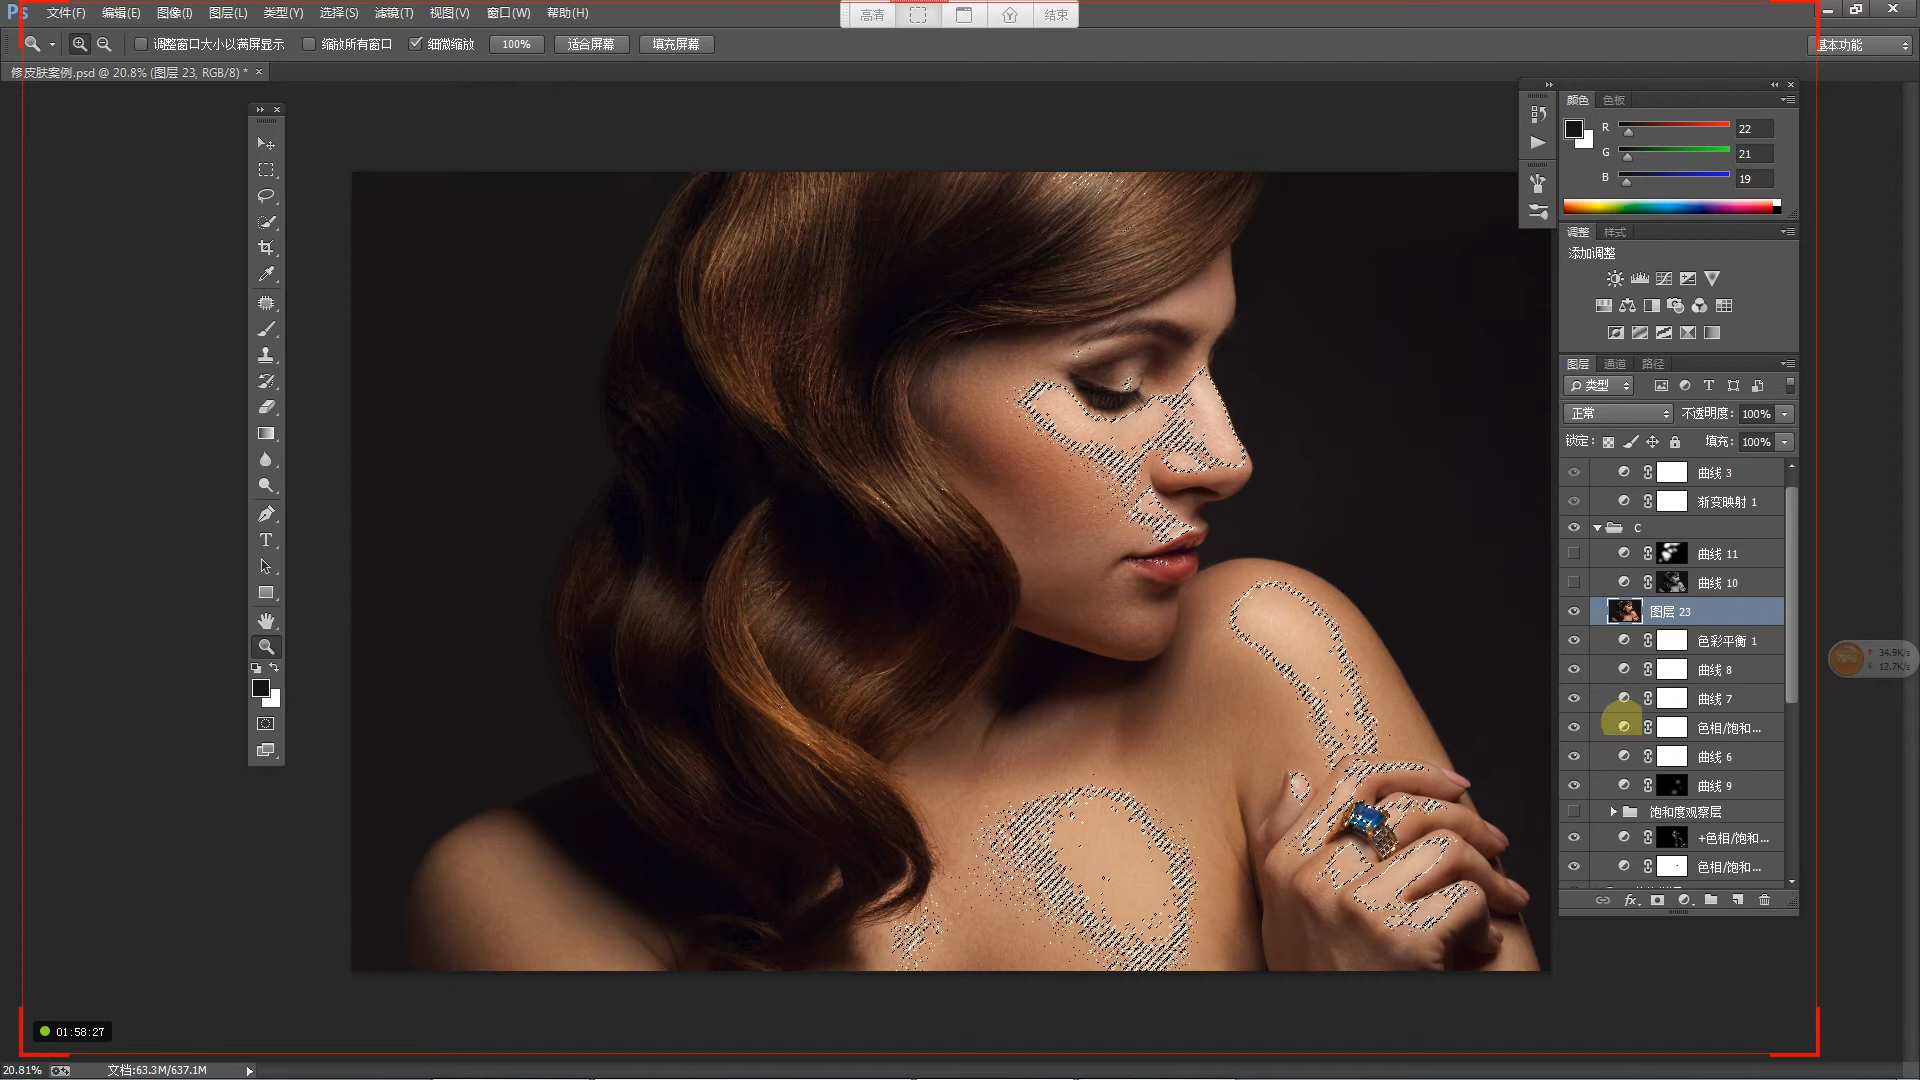 Ps 文件(F) 编辑(E) 图像(I) 图层(L) 类型(Y) 选择(S) 滤镜(T) 视图(V) 窗口(W) 帮助(H)
高清 结束
调整窗口大小以满屏显示 缩放所有窗口 细微缩放 100% 适合屏幕 填充屏幕 基本功能
修皮肤案例.psd @ 20.8% (图层 23, RGB/8) * ×
颜色 色板
R 22
G 21
B 19
调整 样式
添加调整
图层 通道 路径
类型
正常 不透明度: 100%
锁定: 填充: 100%
曲线 3
渐变映射 1
C
曲线 11
曲线 10
图层 23
色彩平衡 1
曲线 8
曲线 7
色相/饱和...
曲线 6
曲线 9
饱和度观察层
+色相/饱和...
色相/饱和...
fx
34.9K/s
12.7K/s
01:58:27
20.81% 文档:63.3M/637.1M